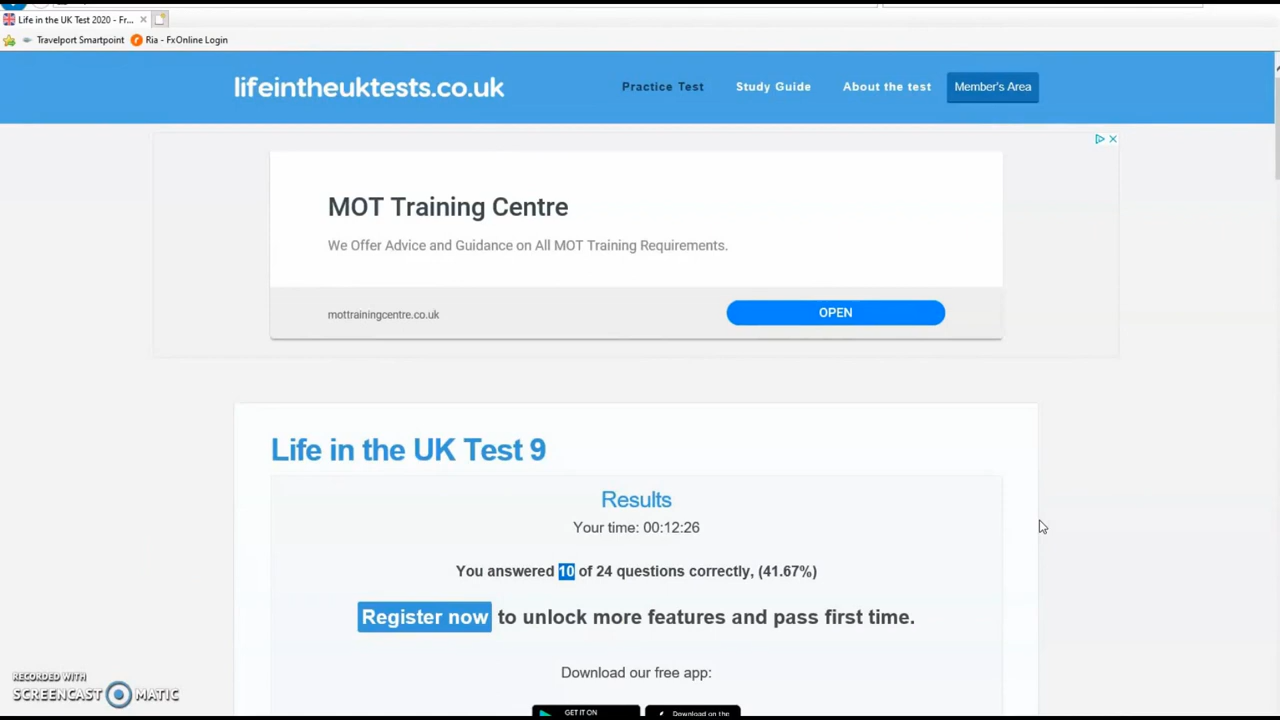 Life in the UK Test 2020 - Fr...
Travelport Smartpoint
Ria - FxOnline Login
lifeintheuktests.co.uk
Practice Test
Study Guide
About the test
Member's Area
MOT Training Centre
We Offer Advice and Guidance on All MOT Training Requirements.
mottrainingcentre.co.uk
OPEN
Life in the UK Test 9
Results
Your time: 00:12:26
You answered 10 of 24 questions correctly, (41.67%)
Register now to unlock more features and pass first time.
Download our free app:
GET IT ON
Download on the
RECORDED WITH
SCREENCAST MATIC